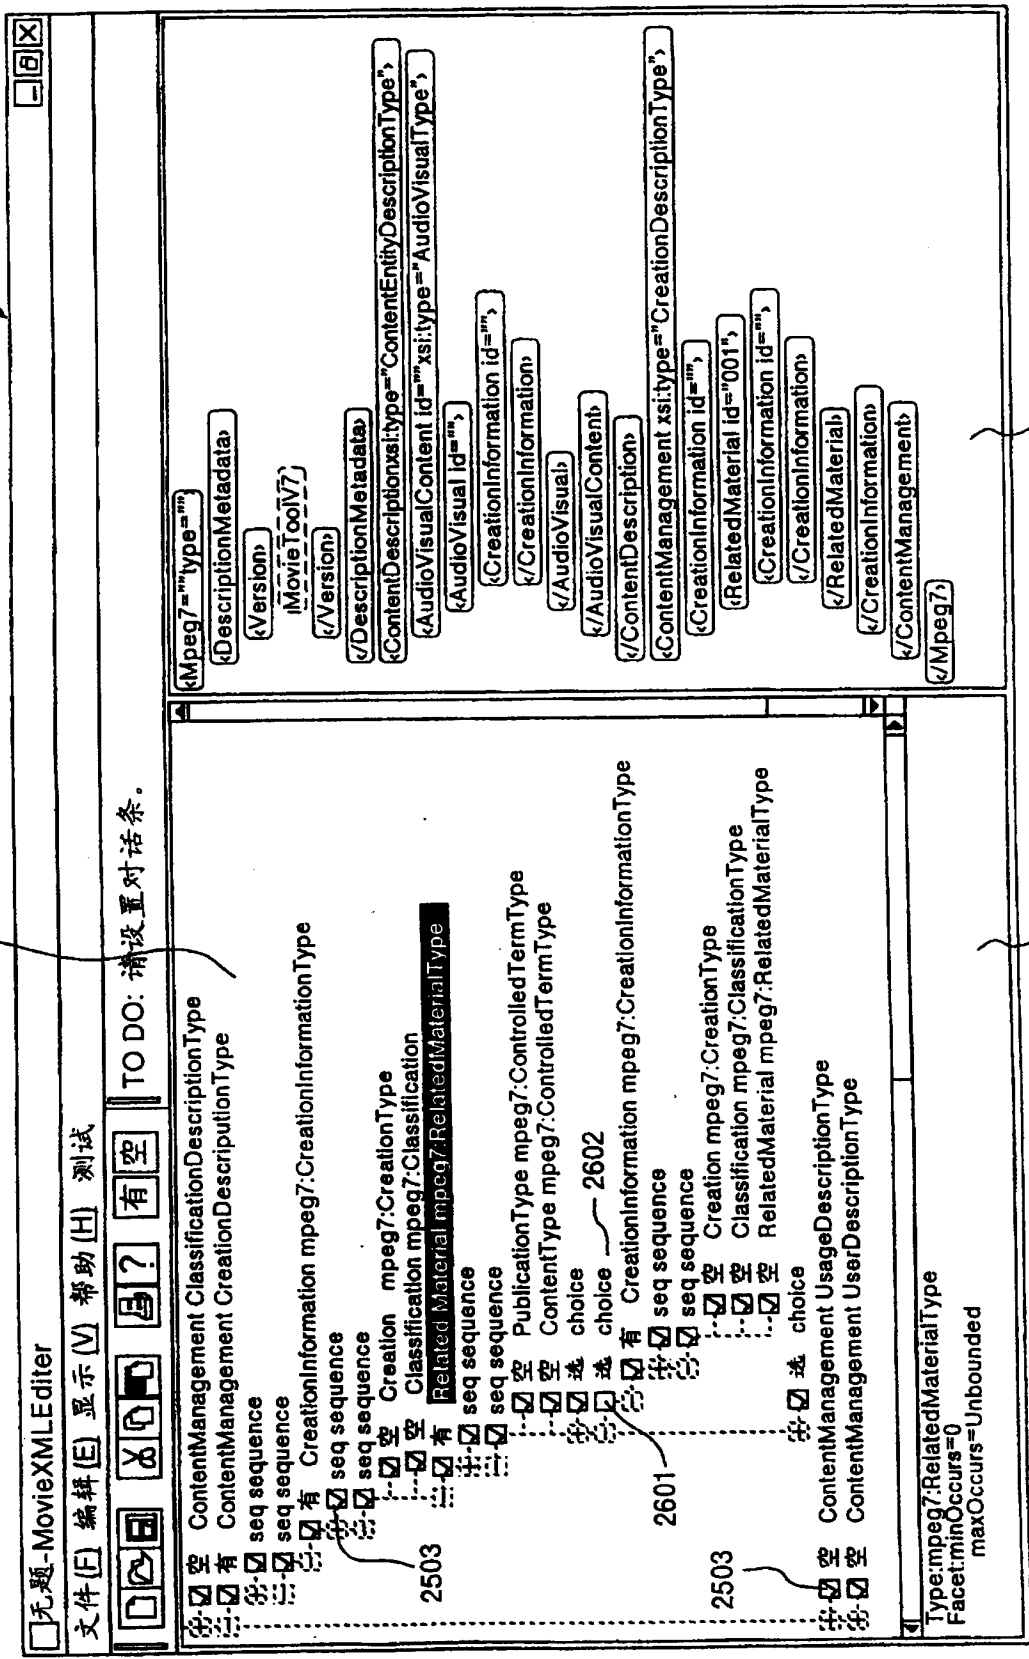 无题-MovieXMLEditer
文件(F) 编辑(E) 显示(V) 帮助(H) 测试
? 有 空 TO DO: 请设置对话条.
空 ContentManagement ClassificationDescriptionType
有 ContentManagement CreationDescriputionType
seq sequence
seq sequence
有 CreationInformation mpeg7:CreationInformationType
seq sequence
seq sequence
空 Creation mpeg7:CreationType
空 Classification mpeg7:Classification
有 Related Material mpeg7:RelatedMaterialType
seq sequence
seq sequence
空 PublicationType mpeg7:ControlledTermType
空 ContentType mpeg7:ControlledTermType
选 choice
选 choice
有 CreationInformation mpeg7:CreationInformationType
seq sequence
seq sequence
空 Creation mpeg7:CreationType
空 Classification mpeg7:ClassificationType
空 RelatedMaterial mpeg7:RelatedMaterialType
选 choice
空 ContentManagement UsageDescriptionType
空 ContentManagement UserDescriptionType
2503
2601
2602
2503
Type:mpeg7:RelatedMaterialType
Facet:minOccurs=0
maxOccurs=Unbounded
<Mpeg7=""type="">
<DescriptionMetadata>
<Version>
iMovieToolV7
</Version>
</DescriptionMetadata>
<ContentDescriptionxsi:type="ContentEntityDescriptionType">
<AudioVisualContent id=""xsi:type="AudioVisualType">
<AudioVisual id="">
<CreationInformation id="">
</CreationInformation>
</AudioVisual>
</AudioVisualContent>
</ContentDescription>
<ContentManagement xsi:type="CreationDescriptionType">
<CreationInformation id="">
<RelatedMaterial id="001">
<CreationInformation id="">
</CreationInformation>
</RelatedMaterial>
</CreationInformation>
</ContentManagement>
</Mpeg7>